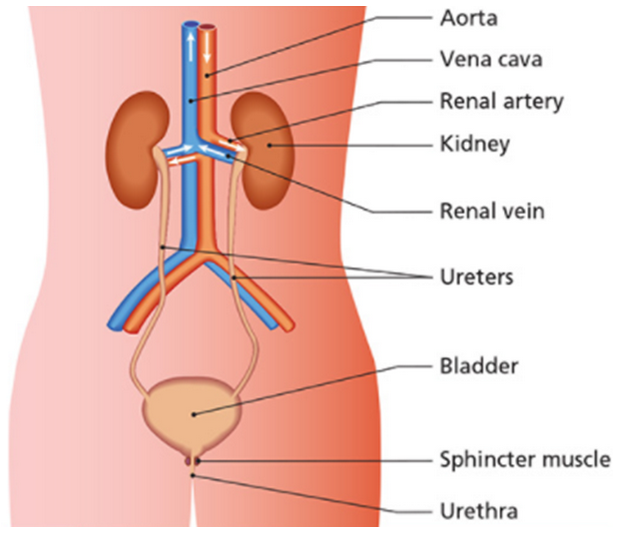 Aorta
Vena cava
Renal artery
Kidney
Renal vein
Ureters
Bladder
Sphincter muscle
Urethra